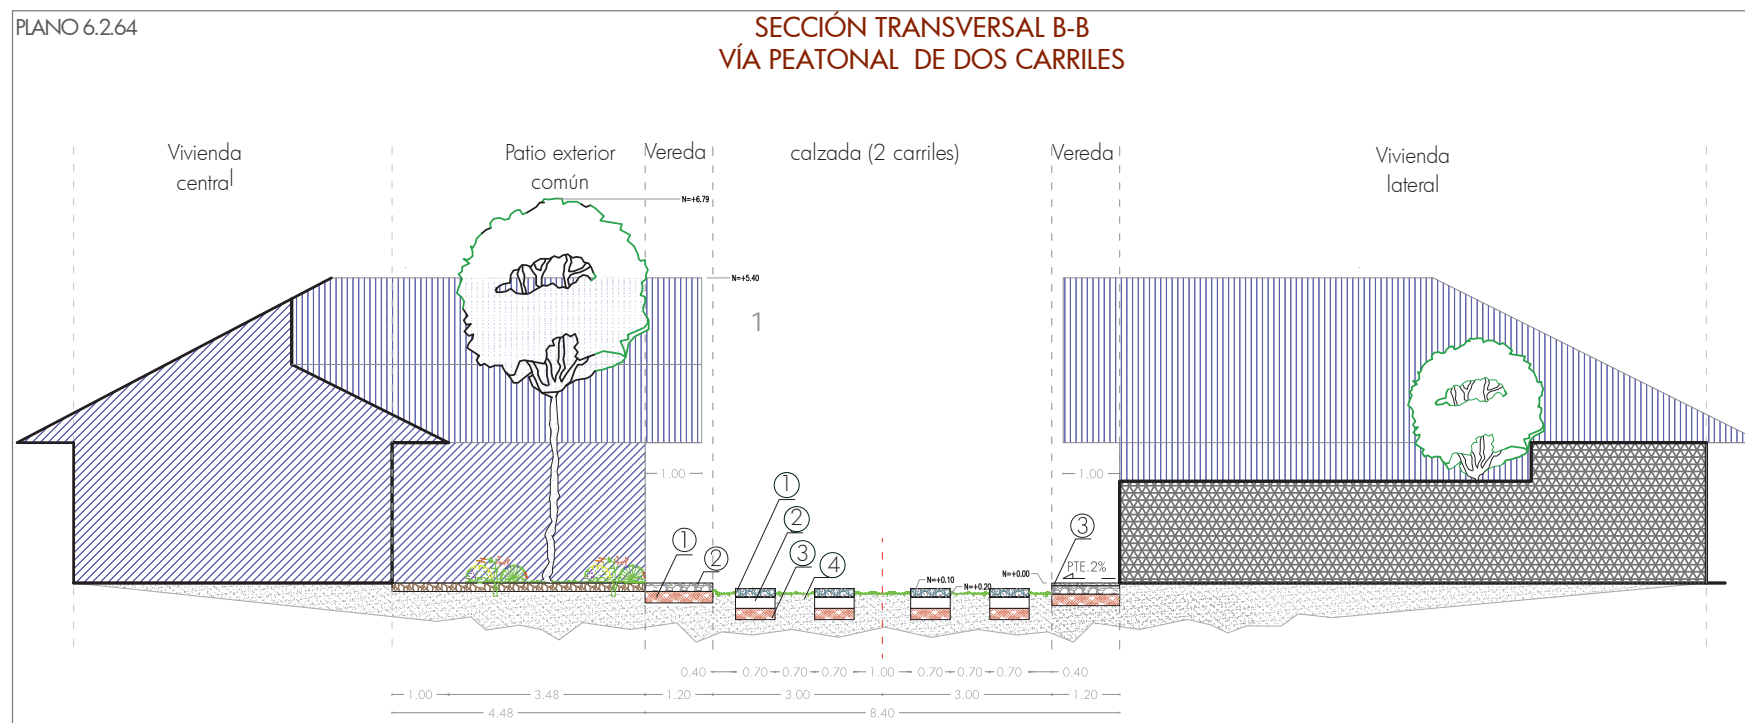 PLANO 6.2.64
SECCIÓN TRANSVERSAL B-B
VÍA PEATONAL DE DOS CARRILES
Vivienda
central
Patio exterior
común
Vereda
calzada (2 carriles)
Vereda
Vivienda
lateral
N=+6.79
N=+5.40
1
1.00
1.00
1
2
3
4
1
2
3
PTE.2%
N=+0.10
N=+0.20
N=+0.00
0.40 0.70 0.70 0.70 1.00 0.70 0.70 0.70 0.40
1.00 3.48 1.20 3.00 3.00 1.20
4.48 8.40